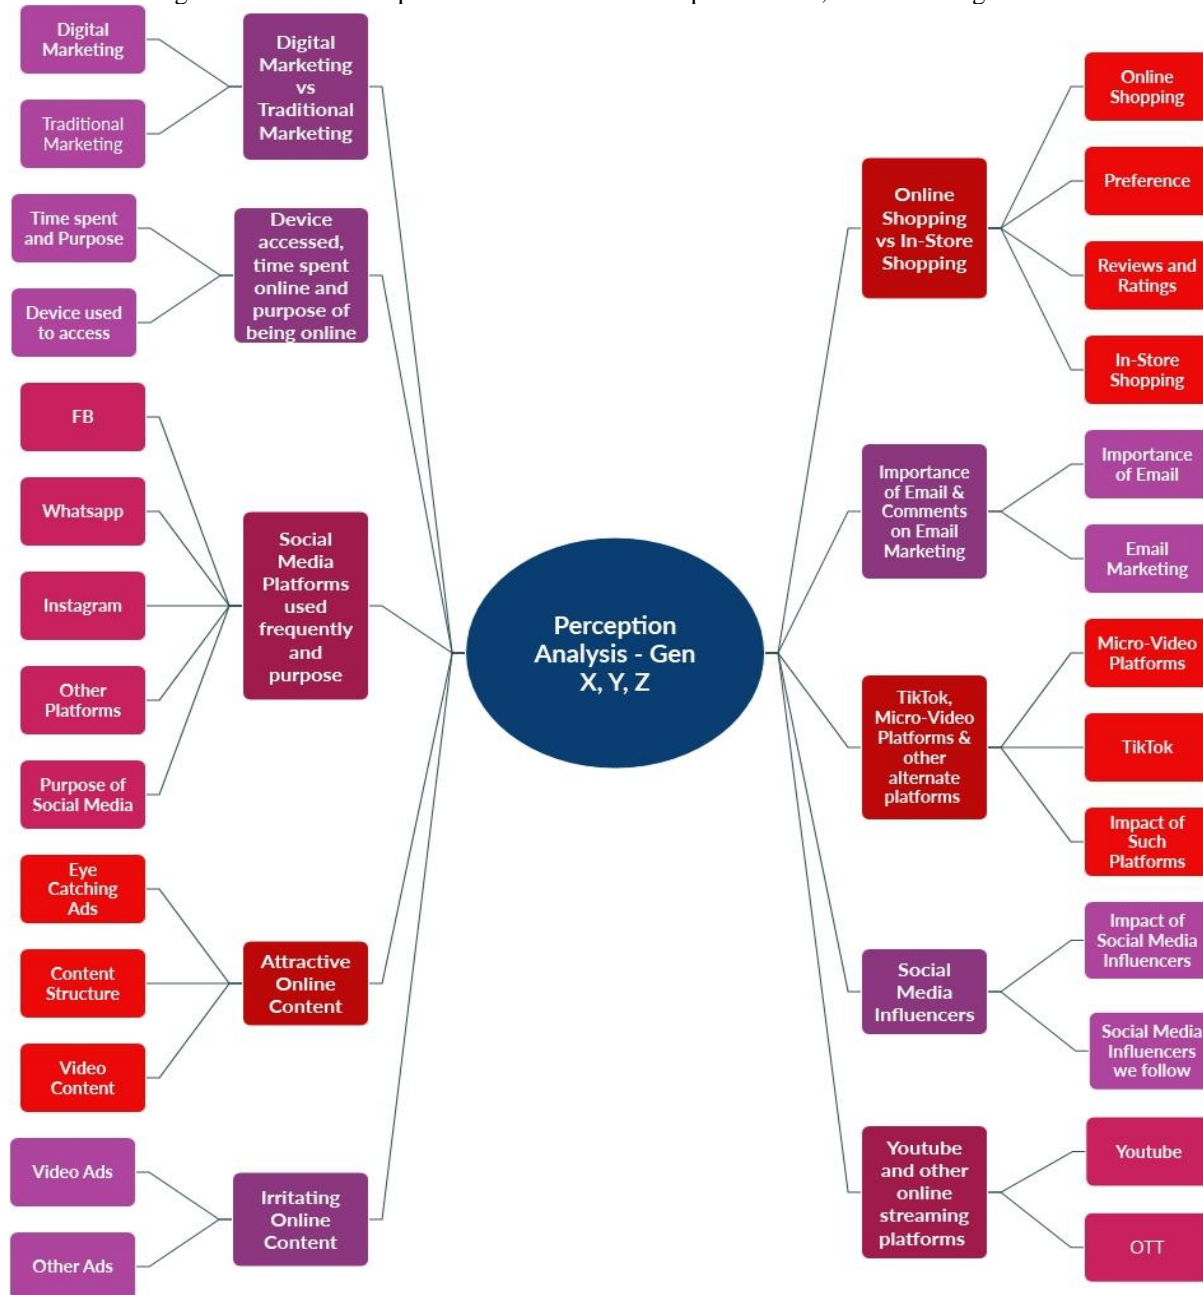 Digital
Marketing
Traditional
Marketing
Digital
Marketing
vs
Traditional
Marketing
Time spent
and Purpose
Device used
to access
Device
accessed,
time spent
online and
purpose of
being online
FB
Whatsapp
Instagram
Other
Platforms
Purpose of
Social Media
Social
Media
Platforms
used
frequently
and
purpose
Eye
Catching
Ads
Content
Structure
Video
Content
Attractive
Online
Content
Video Ads
Other Ads
Irritating
Online
Content
Perception
Analysis - Gen
X, Y, Z
Online
Shopping
vs In-Store
Shopping
Online
Shopping
Preference
Reviews and
Ratings
In-Store
Shopping
Importance
of Email &
Comments
on Email
Marketing
Importance
of Email
Email
Marketing
TikTok,
Micro-Video
Platforms &
other
alternate
platforms
Micro-Video
Platforms
TikTok
Impact of
Such
Platforms
Social
Media
Influencers
Impact of
Social Media
Influencers
Social Media
Influencers
we follow
Youtube
and other
online
streaming
platforms
Youtube
OTT